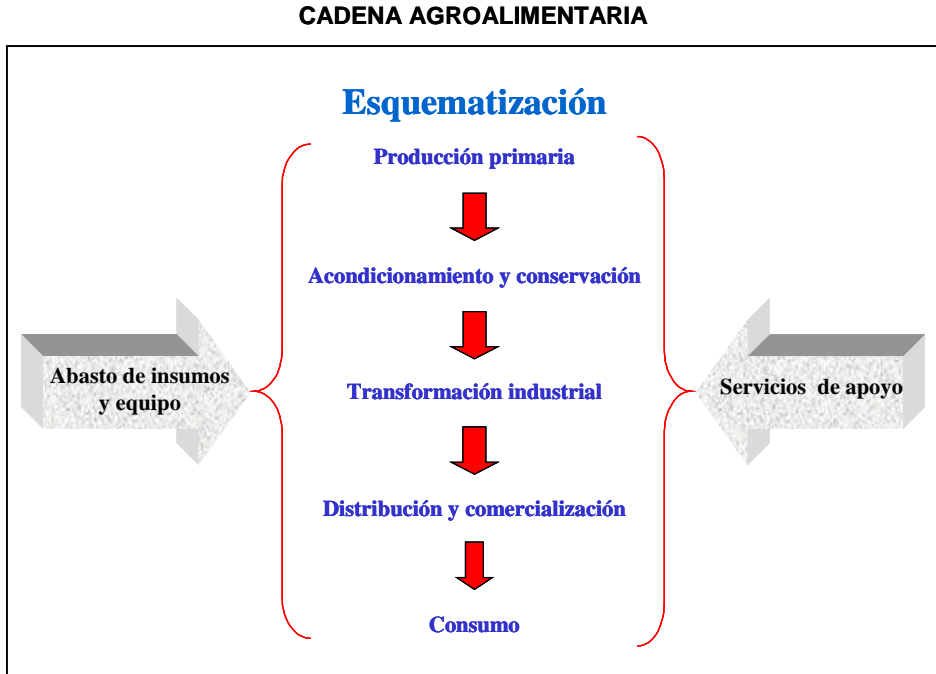 CADENA AGROALIMENTARIA
Esquematización
Producción primaria
Acondicionamiento y conservación
Abasto de insumos
y equipo
Transformación industrial
Servicios de apoyo
Distribución y comercialización
Consumo